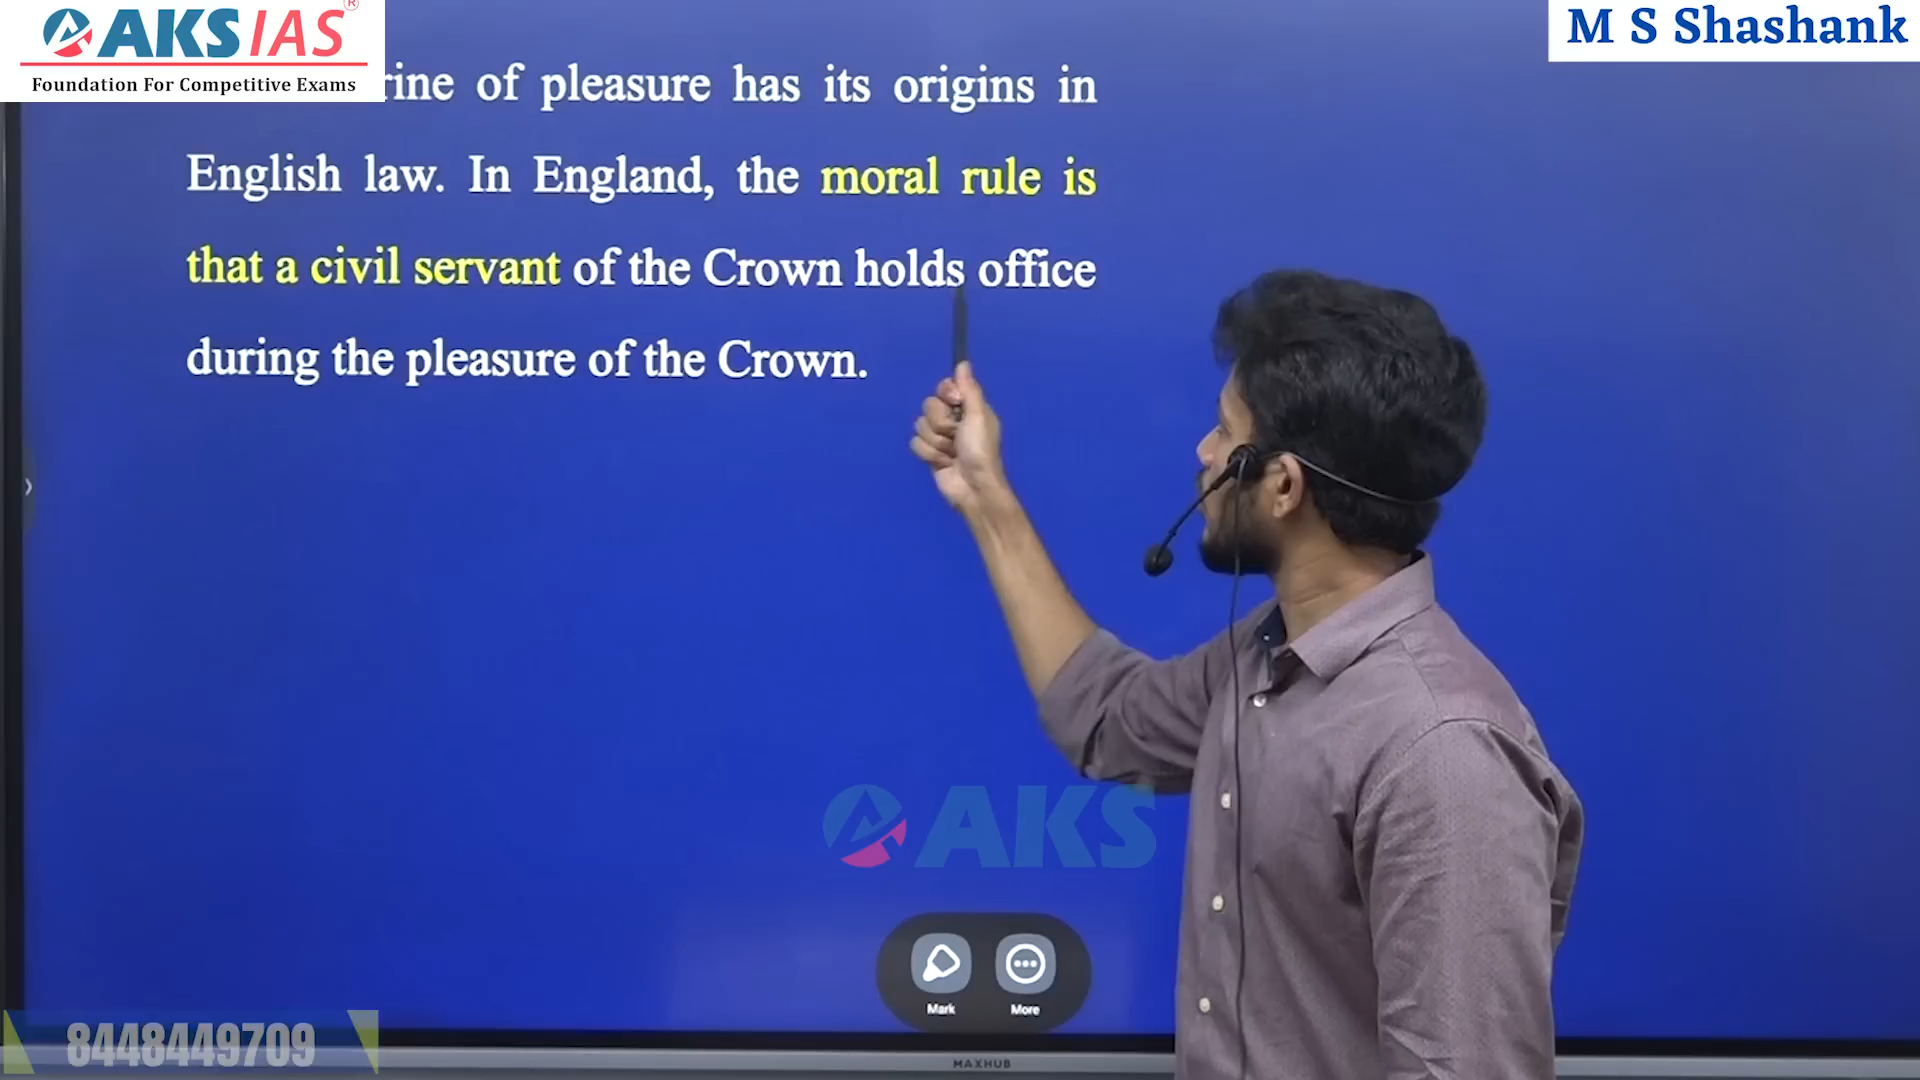 AKS IAS ®
Foundation For Competitive Exams
M S Shashank
of pleasure has its origins in
English law. In England, the moral rule is
that a civil servant of the Crown holds office
during the pleasure of the Crown.
AKS
Mark
More
8448449709
MAXHUB